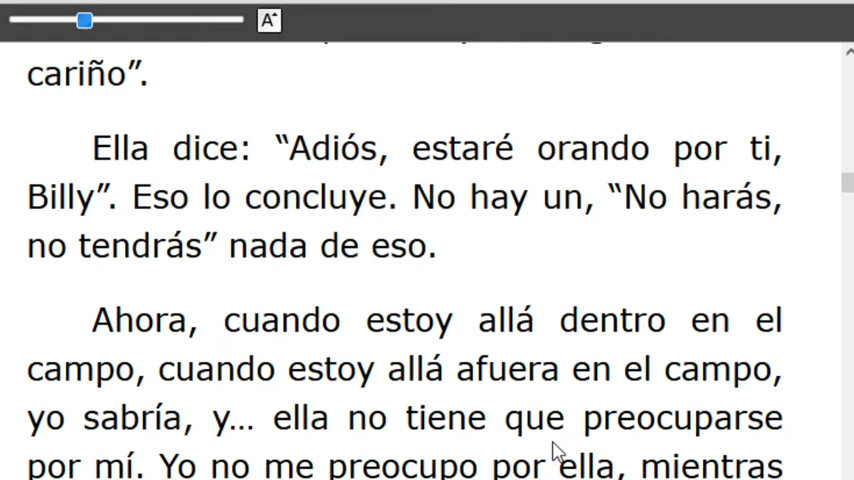 A
cariño”.
Ella dice: “Adiós, estaré orando por ti,
Billy”. Eso lo concluye. No hay un, “No harás,
no tendrás” nada de eso.
Ahora, cuando estoy allá dentro en el
campo, cuando estoy allá afuera en el campo,
yo sabría, y… ella no tiene que preocuparse
por mí. Yo no me preocupo por ella, mientras